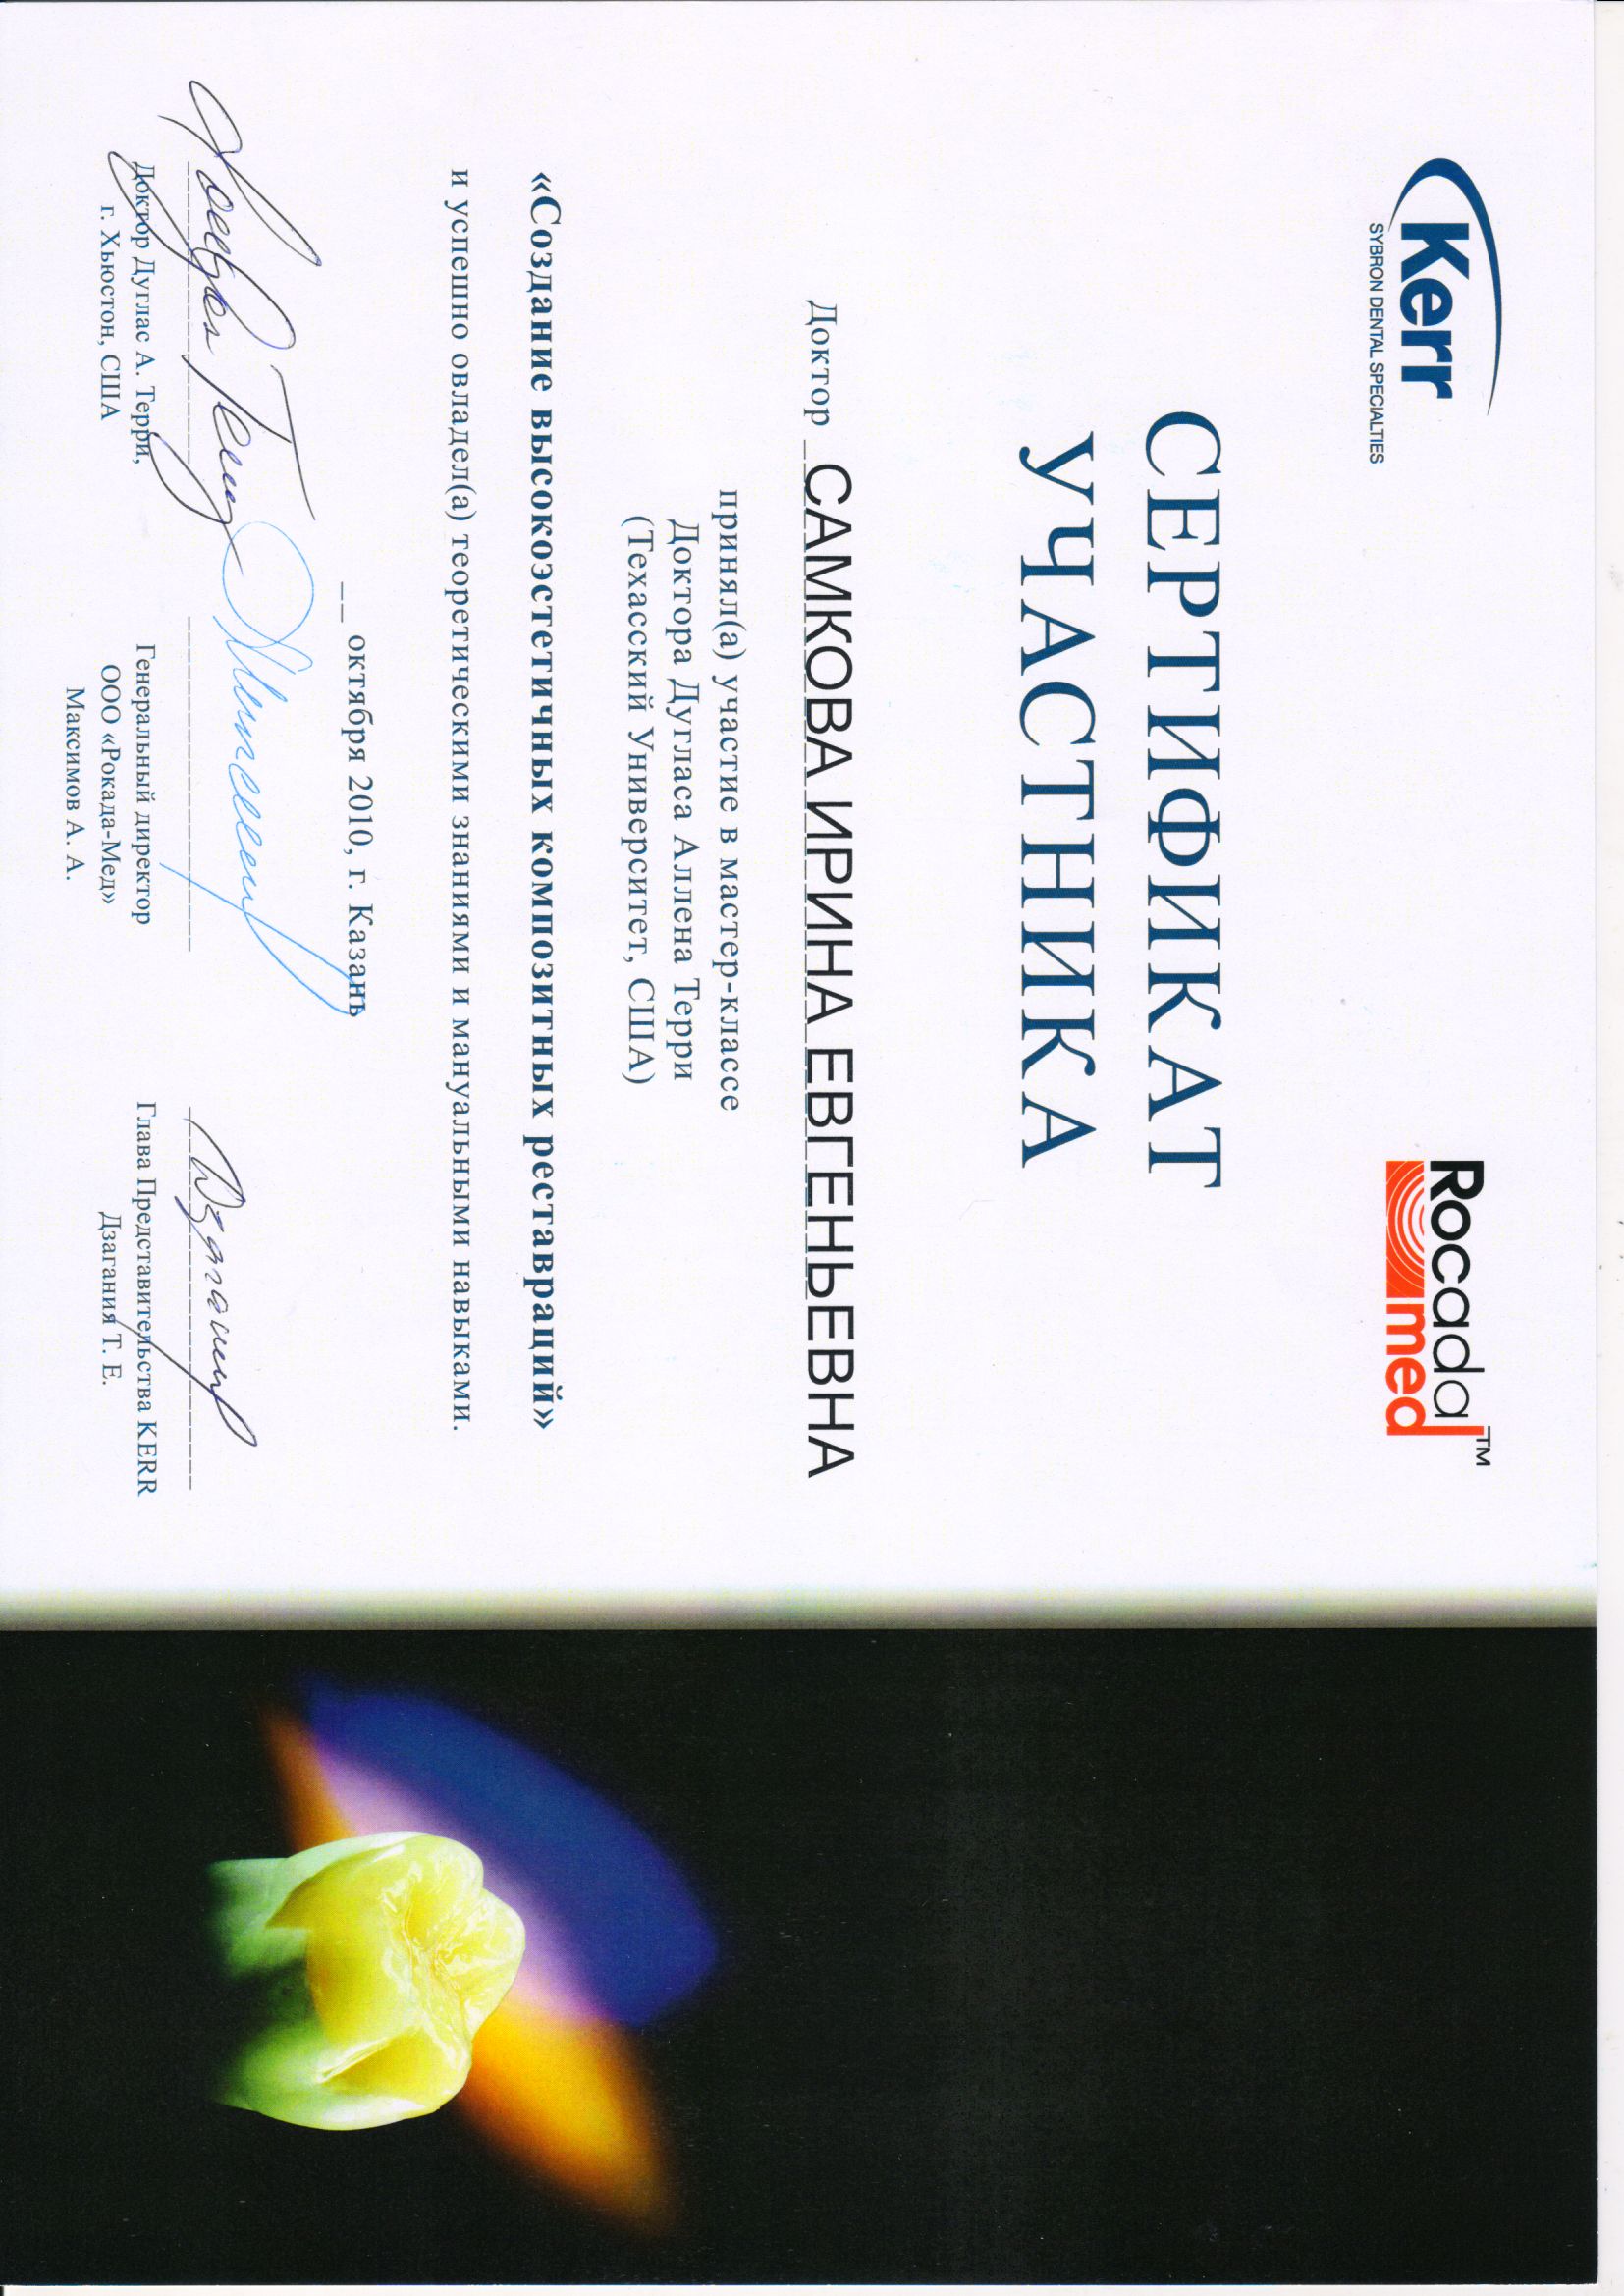 Kerr
SYBRON DENTAL SPECIALTIES
Rocada
med
TM
СЕРТИФИКАТ
УЧАСТНИКА
Доктор САМКОВА ИРИНА ЕВГЕНЬЕВНА
принял(а) участие в мастер-классе
Доктора Дугласа Аллена Терри
(Техасский Университет, США)
«Создание высокоэстетичных композитных реставраций»
и успешно овладел(а) теоретическими знаниями и мануальными навыками.
__ октября 2010, г. Казань
Доктор Дуглас А. Терри,
г. Хьюстон, США
Генеральный директор
ООО «Рокада-Мед»
Максимов А. А.
Глава Представительства KERR
Дзагания Т. Е.